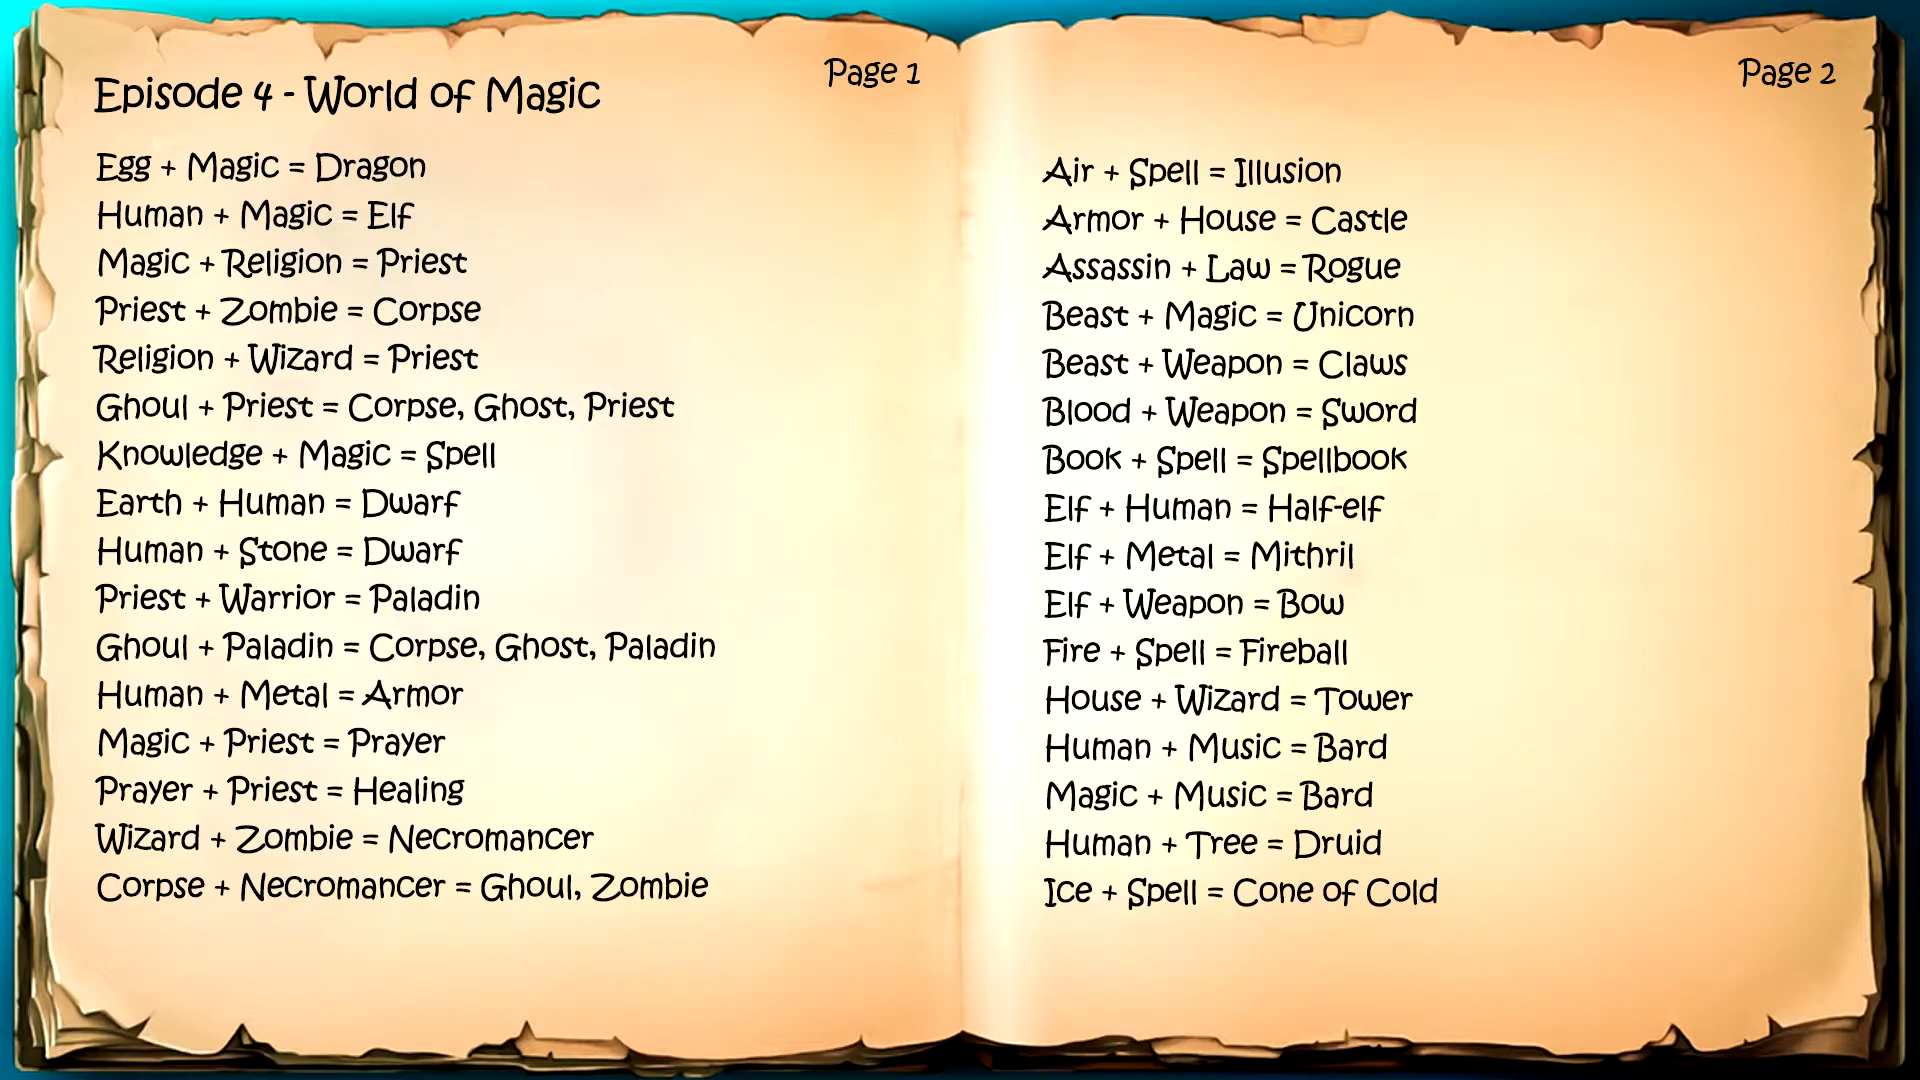 Episode 4 - World of Magic
Page 1
Egg + Magic = Dragon
Human + Magic = Elf
Magic + Religion = Priest
Priest + Zombie = Corpse
Religion + Wizard = Priest
Ghoul + Priest = Corpse, Ghost, Priest
Knowledge + Magic = Spell
Earth + Human = Dwarf
Human + Stone = Dwarf
Priest + Warrior = Paladin
Ghoul + Paladin = Corpse, Ghost, Paladin
Human + Metal = Armor
Magic + Priest = Prayer
Prayer + Priest = Healing
Wizard + Zombie = Necromancer
Corpse + Necromancer = Ghoul, Zombie
Page 2
Air + Spell = Illusion
Armor + House = Castle
Assassin + Law = Rogue
Beast + Magic = Unicorn
Beast + Weapon = Claws
Blood + Weapon = Sword
Book + Spell = Spellbook
Elf + Human = Half-elf
Elf + Metal = Mithril
Elf + Weapon = Bow
Fire + Spell = Fireball
House + Wizard = Tower
Human + Music = Bard
Magic + Music = Bard
Human + Tree = Druid
Ice + Spell = Cone of Cold